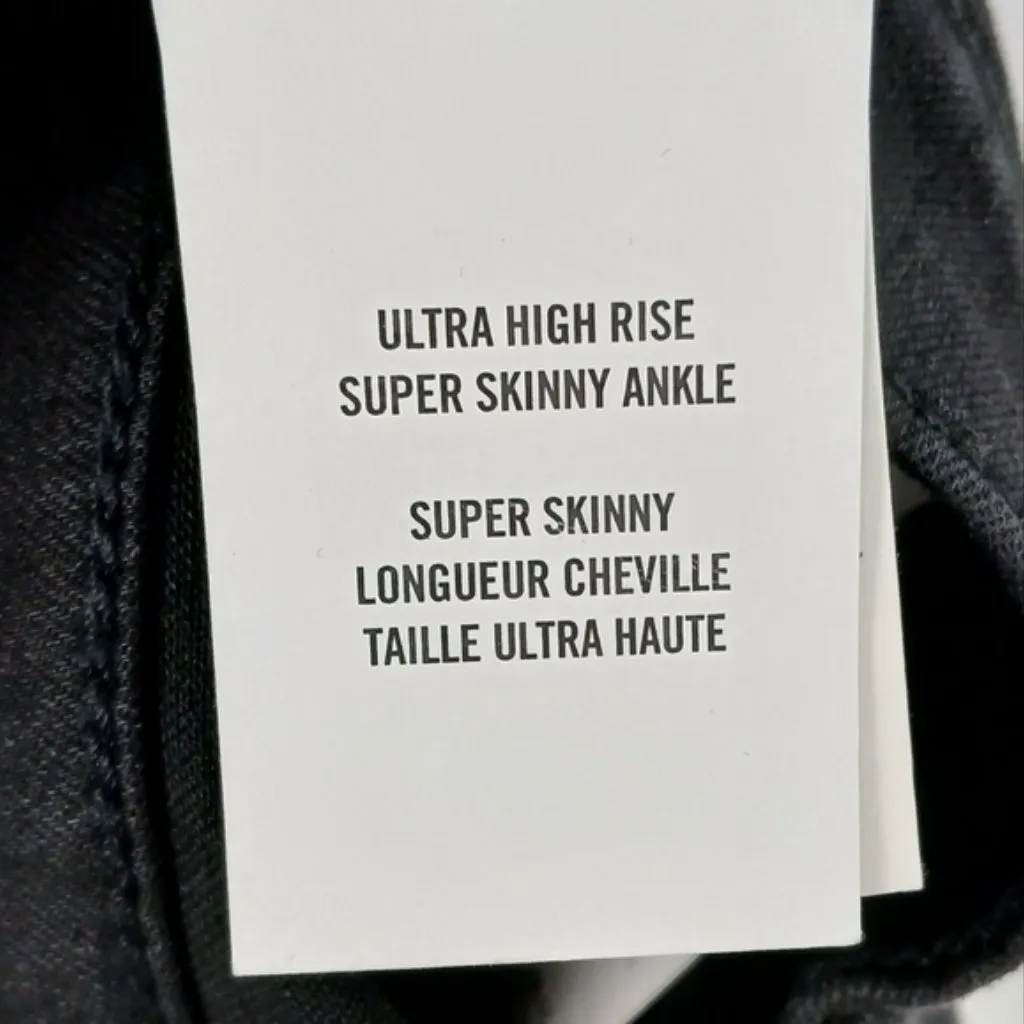 ULTRA HIGH RISE
SUPER SKINNY ANKLE
SUPER SKINNY
LONGUEUR CHEVILLE
TAILLE ULTRA HAUTE